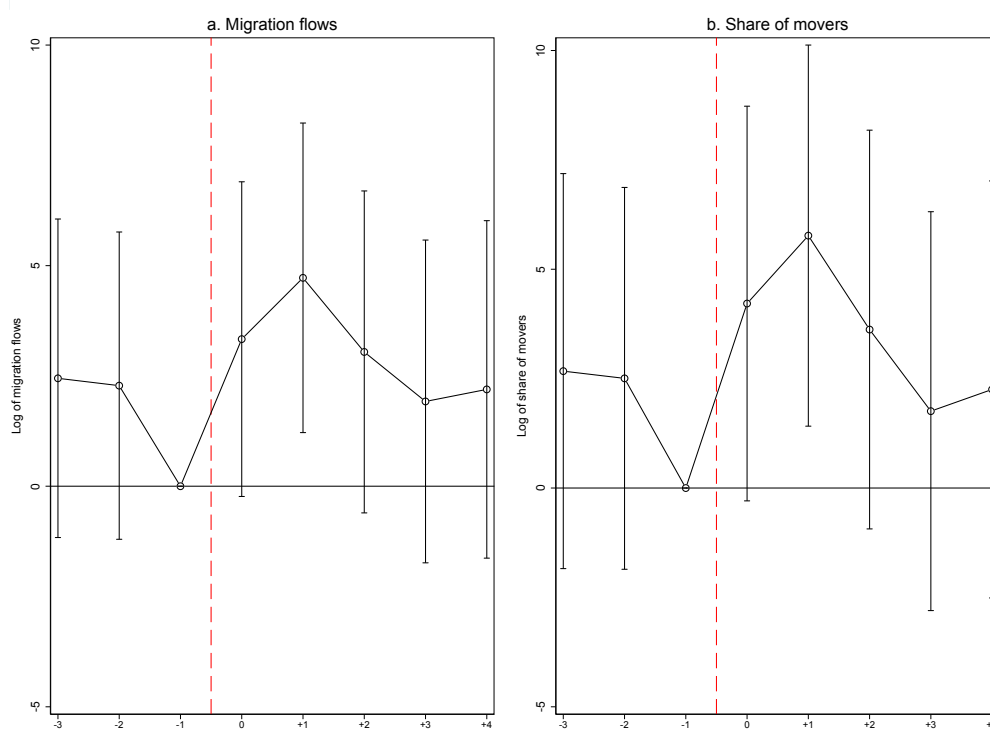 a. Migration flows
Log of migration flows
10
5
0
-5
-3 -2 -1 0 +1 +2 +3 +4
b. Share of movers
Log of share of movers
10
5
0
-5
-3 -2 -1 0 +1 +2 +3